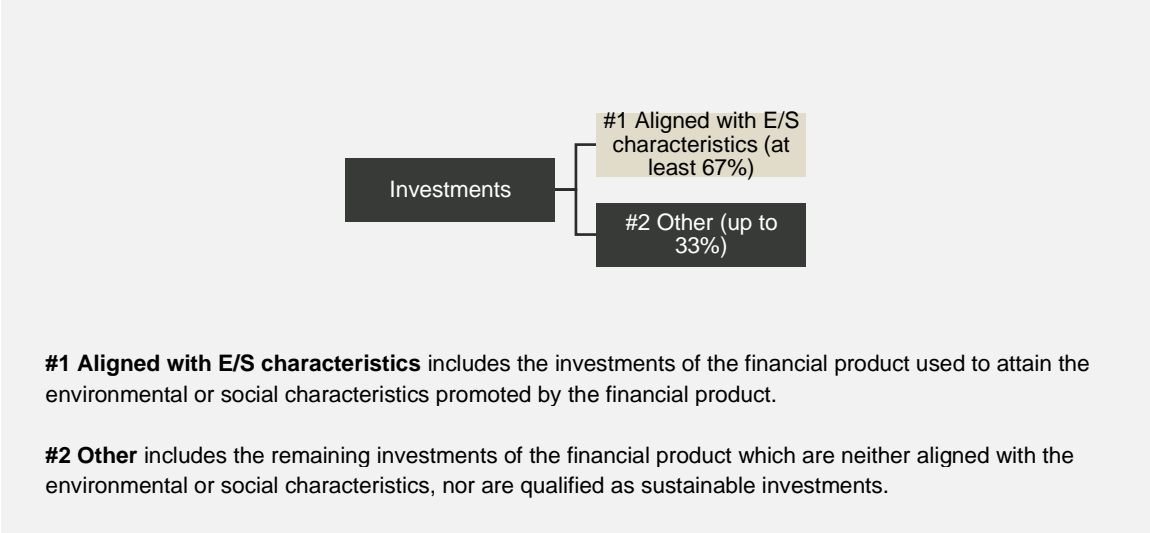 #1 Aligned with E/S
characteristics (at
least 67%)
Investments
#2 Other (up to
33%)
#1 Aligned with E/S characteristics includes the investments of the financial product used to attain the
environmental or social characteristics promoted by the financial product.
#2 Other includes the remaining investments of the financial product which are neither aligned with the
environmental or social characteristics, nor are qualified as sustainable investments.